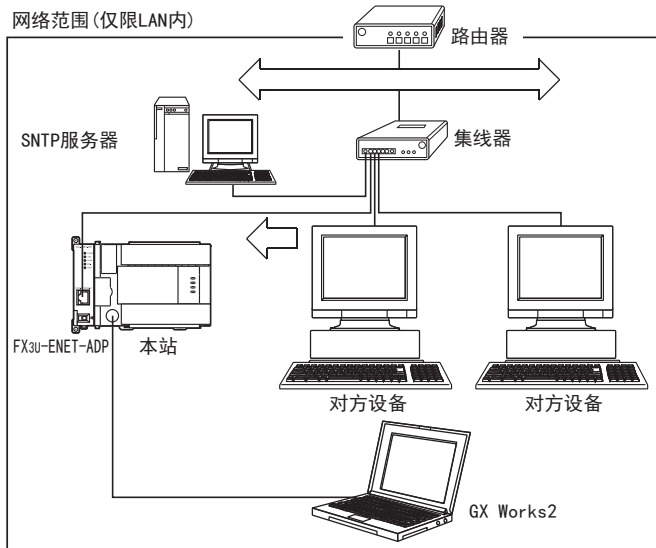 网络范围(仅限LAN内)
路由器
SNTP服务器
集线器
FX3U-ENET-ADP
本站
对方设备
对方设备
GX Works2